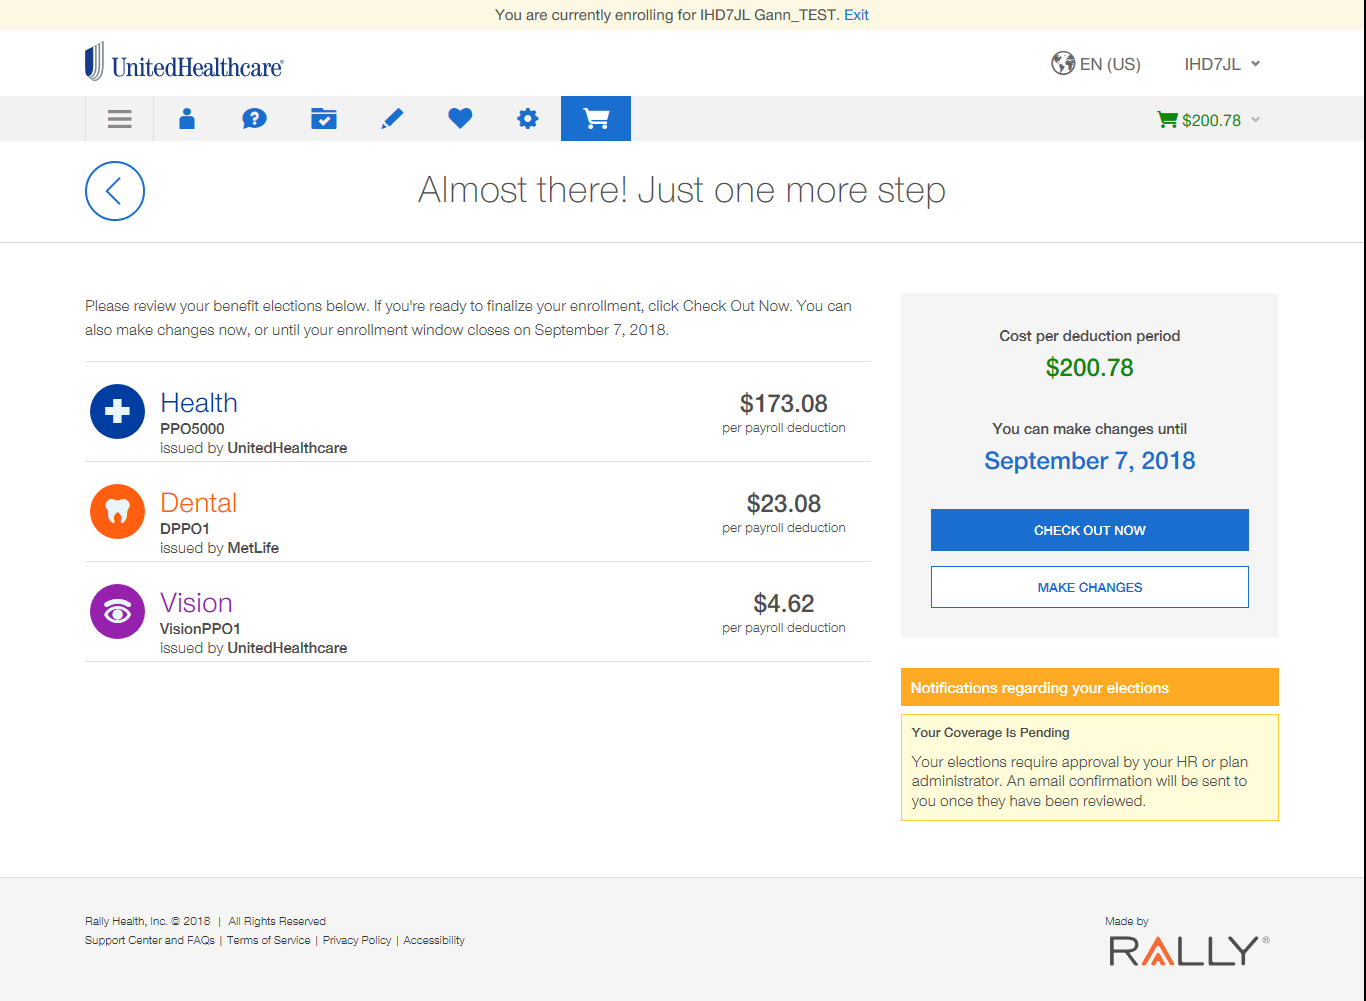 You are currently enrolling for IHD7JL Gann_TEST. Exit
UnitedHealthcare®
EN (US)
IHD7JL
$200.78
Almost there! Just one more step
Please review your benefit elections below. If you're ready to finalize your enrollment, click Check Out Now. You can
also make changes now, or until your enrollment window closes on September 7, 2018.
Health
PPO5000
issued by UnitedHealthcare
$173.08
per payroll deduction
Dental
DPPO1
issued by MetLife
$23.08
per payroll deduction
Vision
VisionPPO1
issued by UnitedHealthcare
$4.62
per payroll deduction
Cost per deduction period
$200.78
You can make changes until
September 7, 2018
CHECK OUT NOW
MAKE CHANGES
Notifications regarding your elections
Your Coverage Is Pending
Your elections require approval by your HR or plan
administrator. An email confirmation will be sent to
you once they have been reviewed.
Rally Health, Inc. © 2018 | All Rights Reserved
Support Center and FAQs | Terms of Service | Privacy Policy | Accessibility
Made by
RALLY®